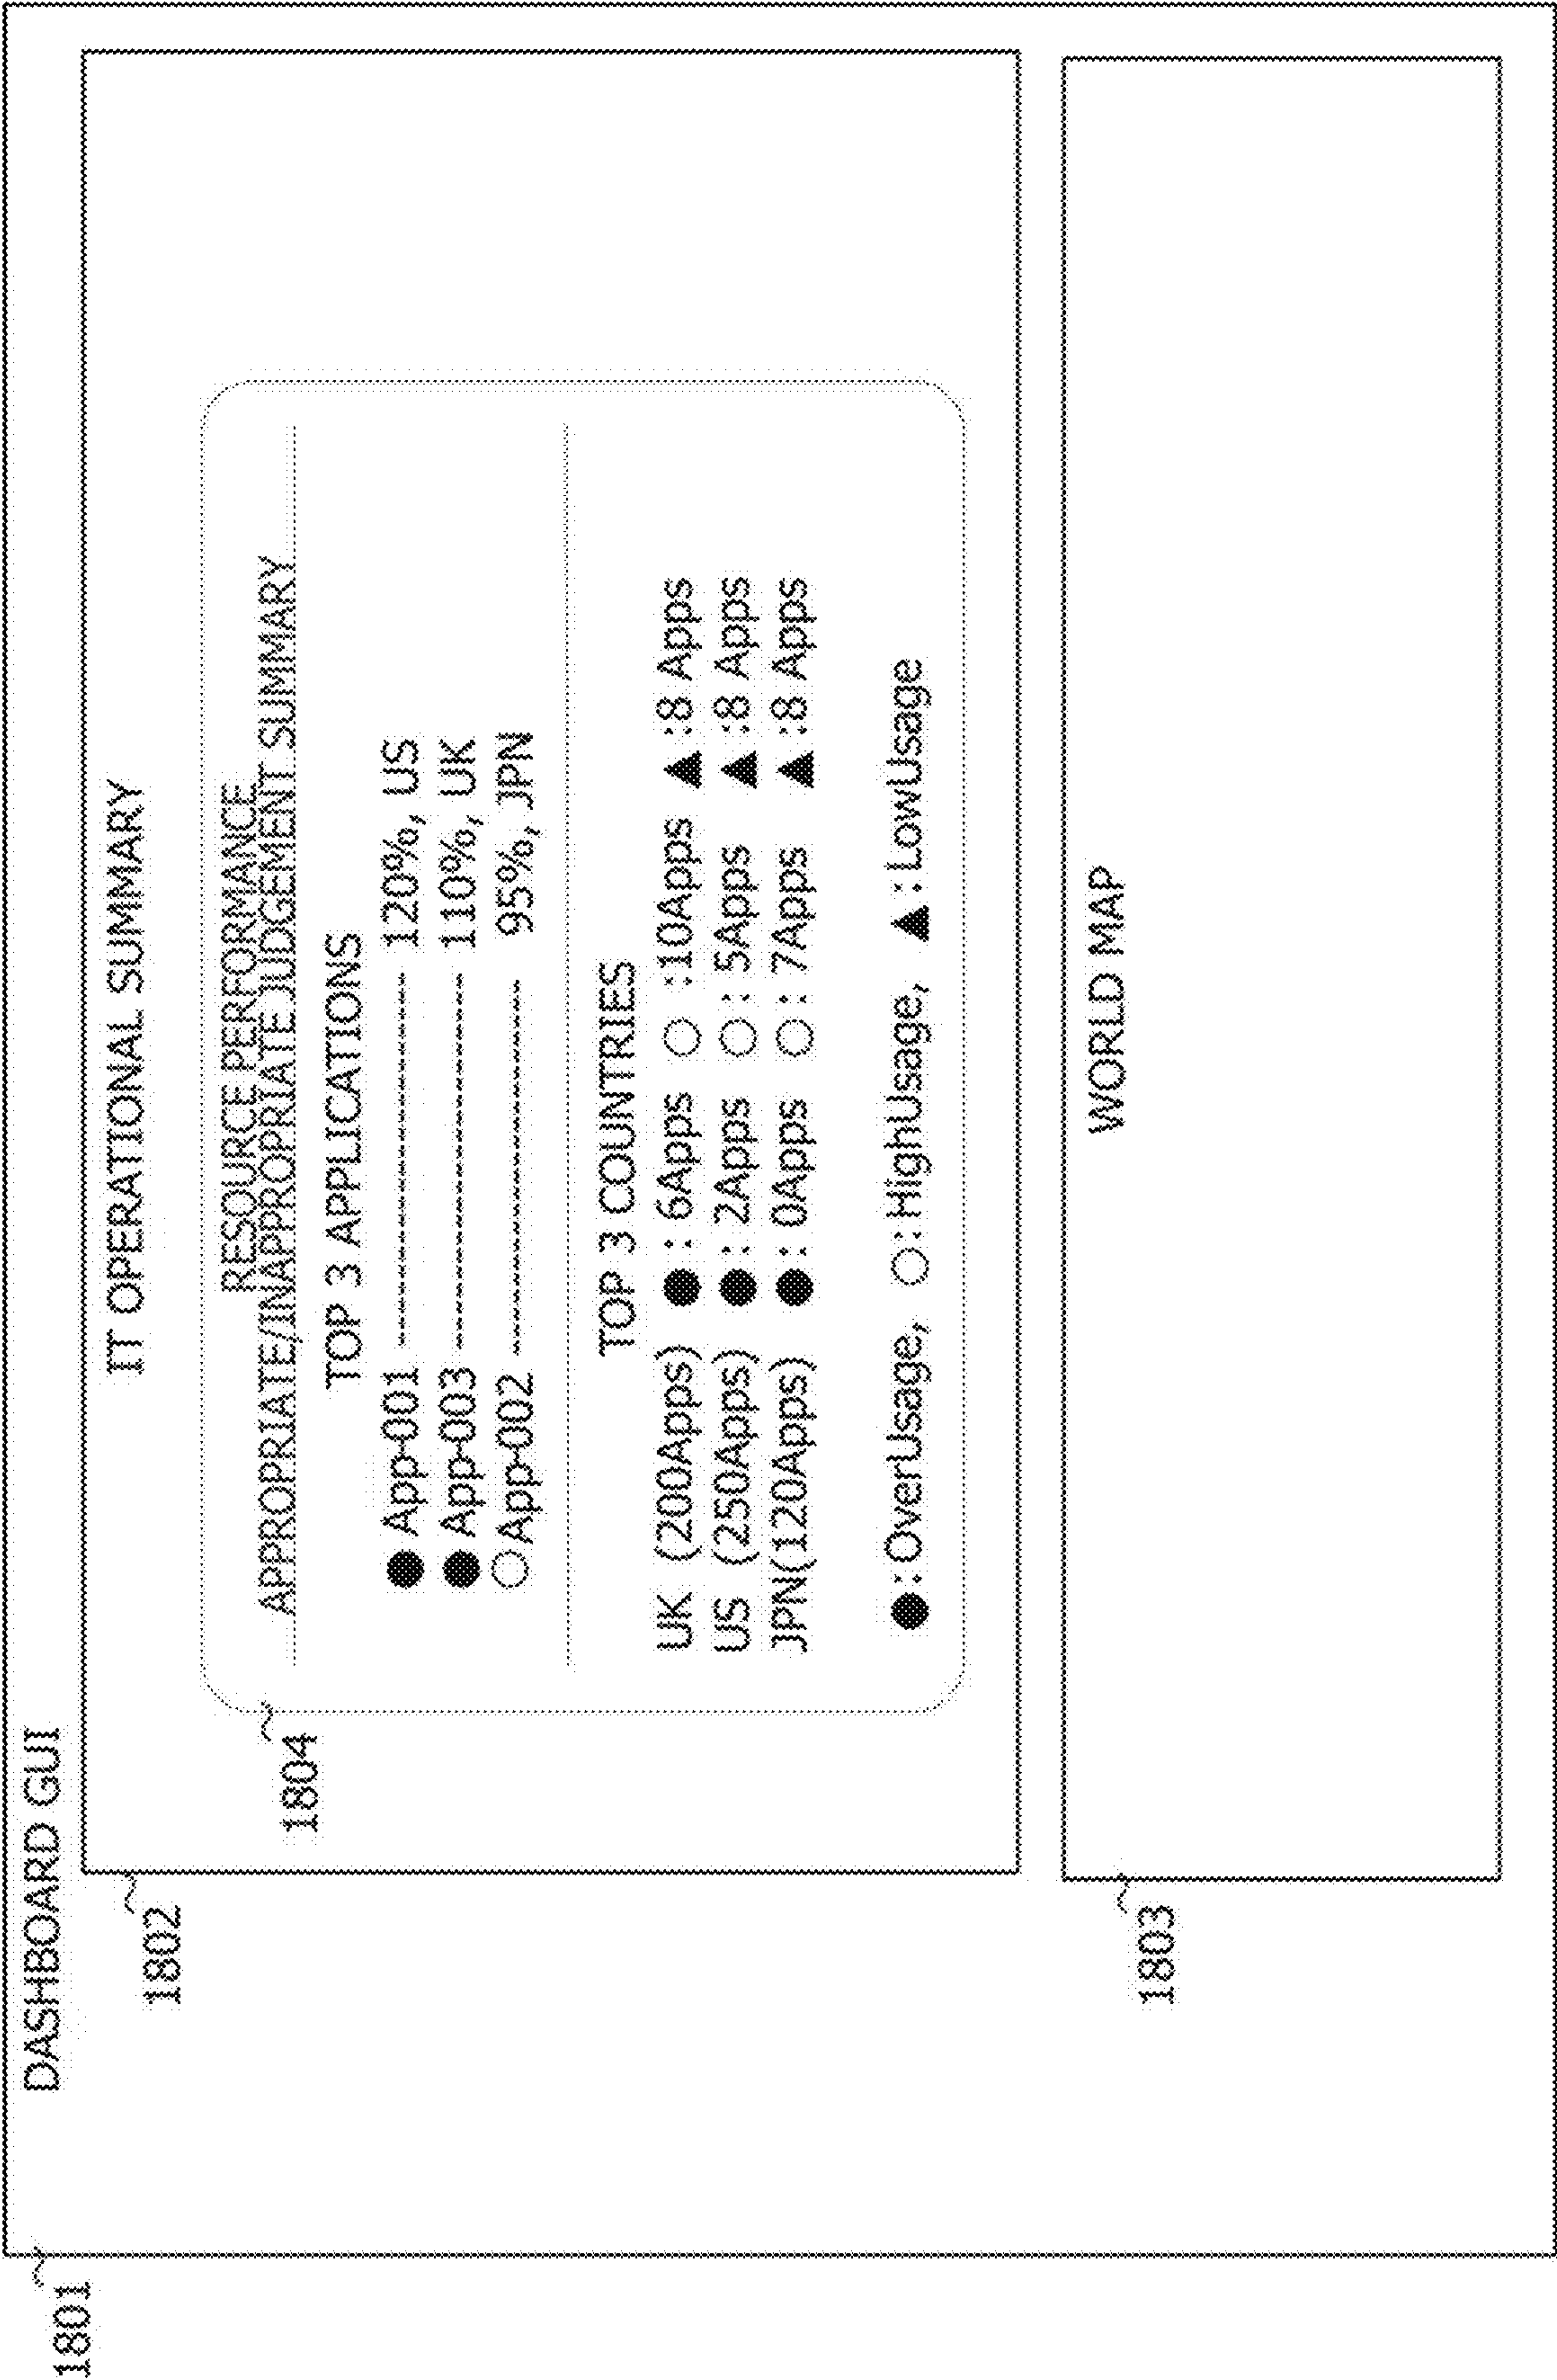 1801
DASHBOARD GUI
1802
IT OPERATIONAL SUMMARY
1804
RESOURCE PERFORMANCE
APPROPRIATE/INAPPROPRIATE JUDGEMENT SUMMARY
TOP 3 APPLICATIONS
● App-001 ---------------- 120%, US
● App-003 ---------------- 110%, UK
○ App-002 ---------------- 95%, JPN
TOP 3 COUNTRIES
UK (200Apps) ● : 6Apps ○ :10Apps ▲ :8 Apps
US (250Apps) ● : 2Apps ○ : 5Apps ▲ :8 Apps
JPN(120Apps) ● : 0Apps ○ : 7Apps ▲ :8 Apps
● : OverUsage, ○ : HighUsage, ▲ : LowUsage
1803
WORLD MAP